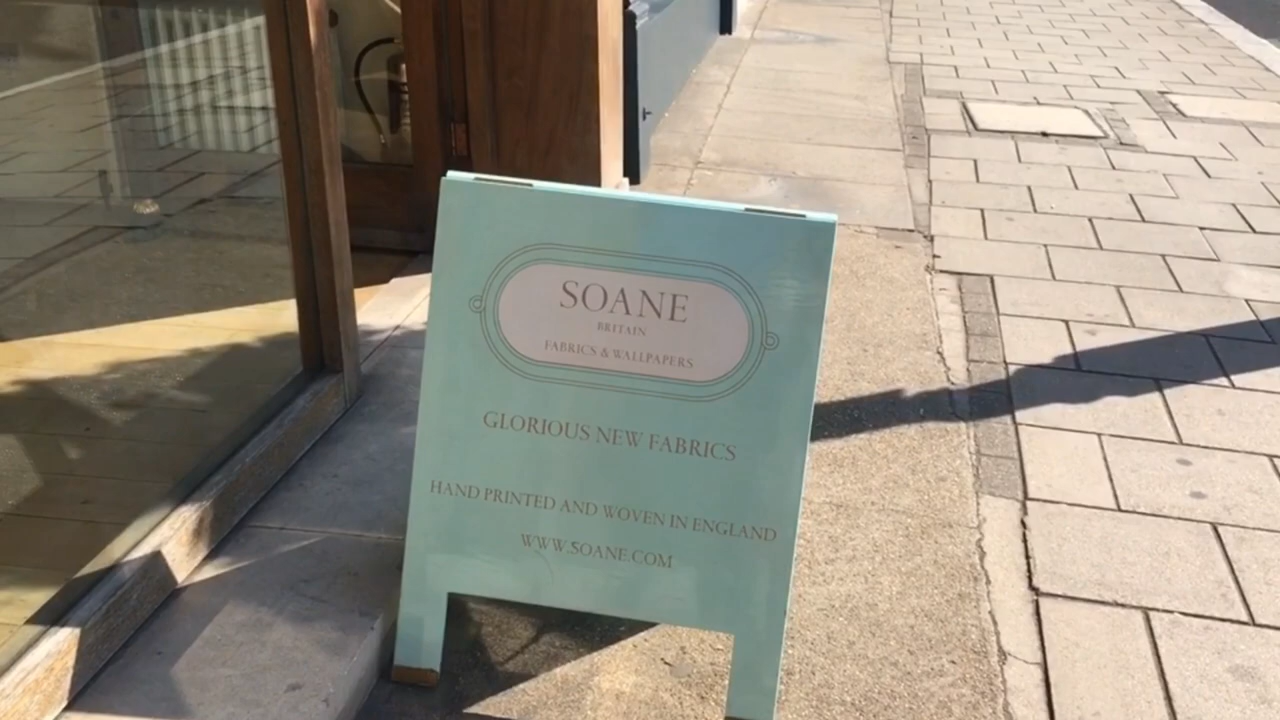 SOANE
BRITAIN
FABRICS & WALLPAPERS
GLORIOUS NEW FABRICS
HAND PRINTED AND WOVEN IN ENGLAND
WWW.SOANE.COM